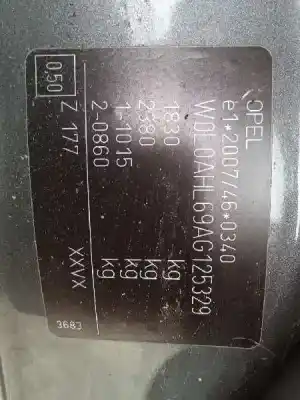 OPEL
e1*2007/46*0340
W0L0AHL69AG125329
1830 kg
2380 kg
1-1015 kg
2-0860 kg
0.50 Z 177 XXVX
3683